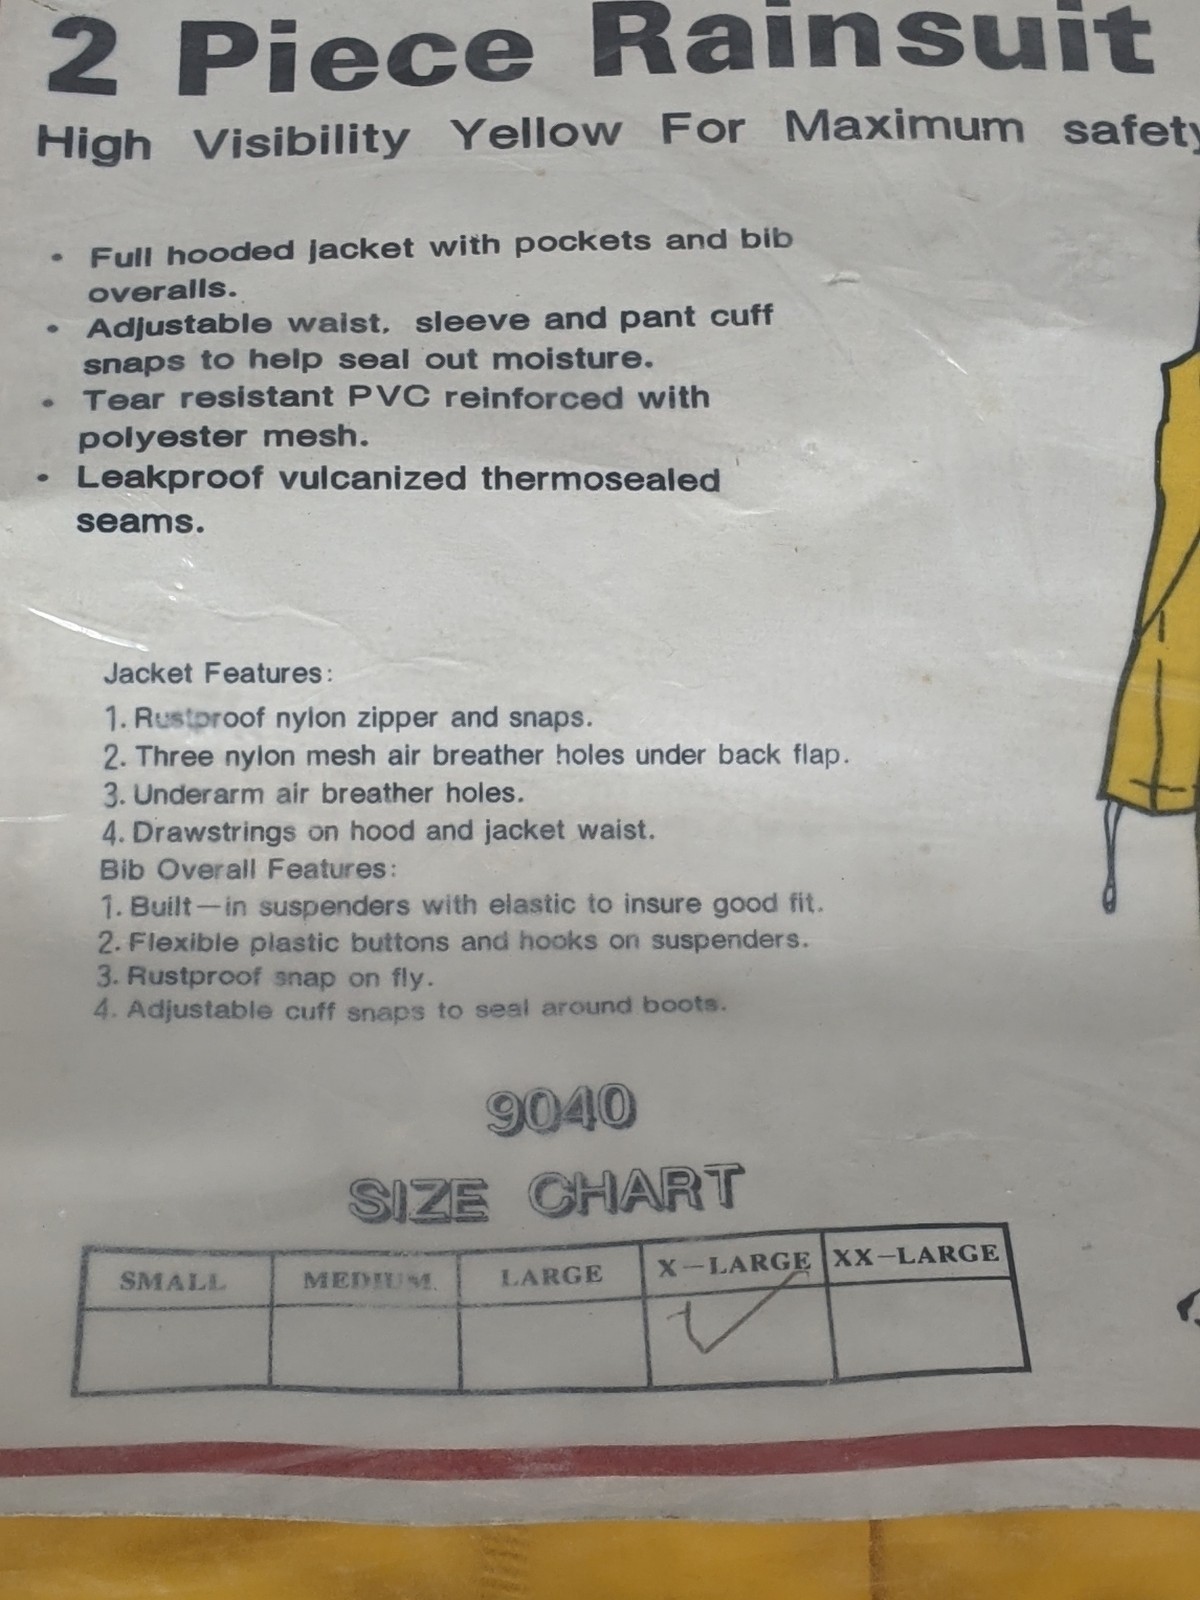 2 Piece Rainsuit
High Visibility Yellow For Maximum safety
• Full hooded jacket with pockets and bib
overalls.
• Adjustable waist, sleeve and pant cuff
snaps to help seal out moisture.
• Tear resistant PVC reinforced with
polyester mesh.
• Leakproof vulcanized thermosealed
seams.
Jacket Features:
1. Rustproof nylon zipper and snaps.
2. Three nylon mesh air breather holes under back flap.
3. Underarm air breather holes.
4. Drawstrings on hood and jacket waist.
Bib Overall Features:
1. Built—in suspenders with elastic to insure good fit.
2. Flexible plastic buttons and hooks on suspenders.
3. Rustproof snap on fly.
4. Adjustable cuff snaps to seal around boots.
9040
SIZE CHART
SMALL MEDIUM. LARGE X—LARGE XX—LARGE